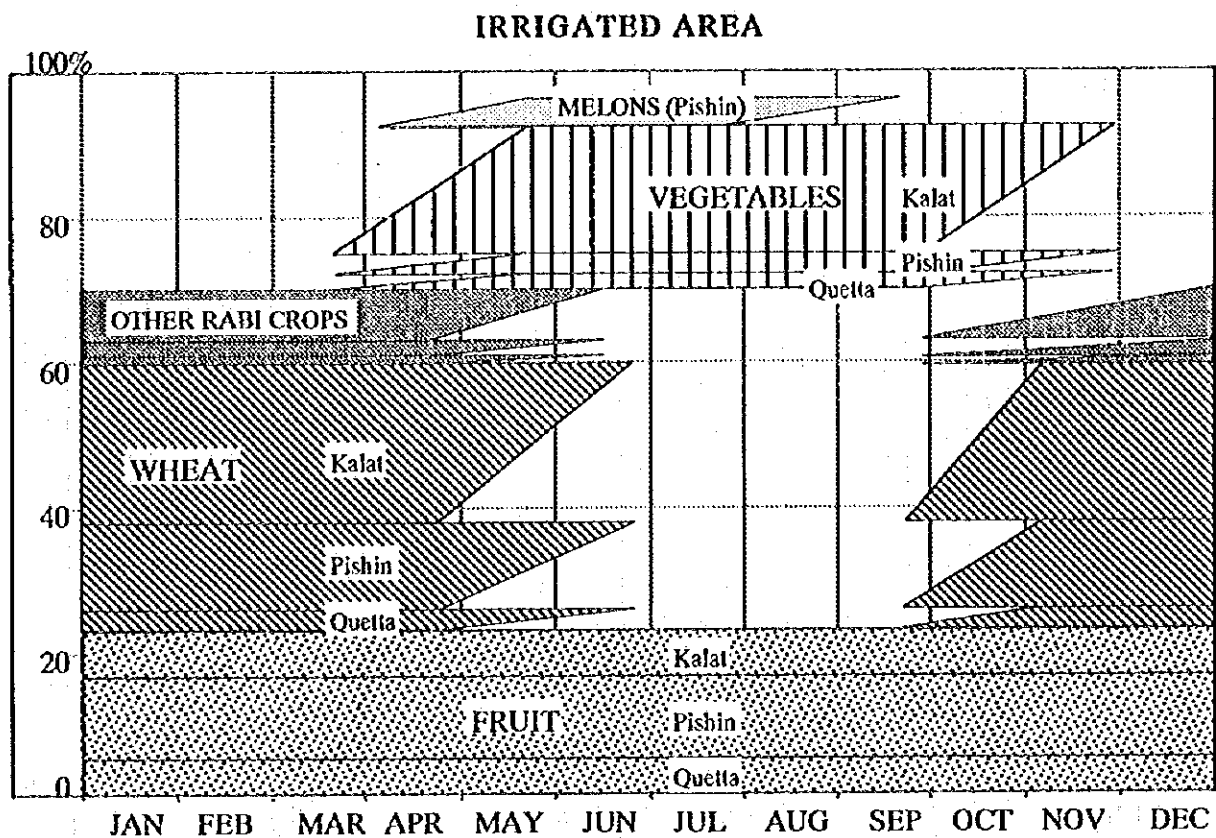 IRRIGATED AREA
100%
MELONS (Pishin)
VEGETABLES Kalat
80
Pishin
Quetta
OTHER RABI CROPS
60
WHEAT Kalat
40
Pishin
Quetta
20
Kalat
FRUIT Pishin
0
Quetta
JAN FEB MAR APR MAY JUN JUL AUG SEP OCT NOV DEC